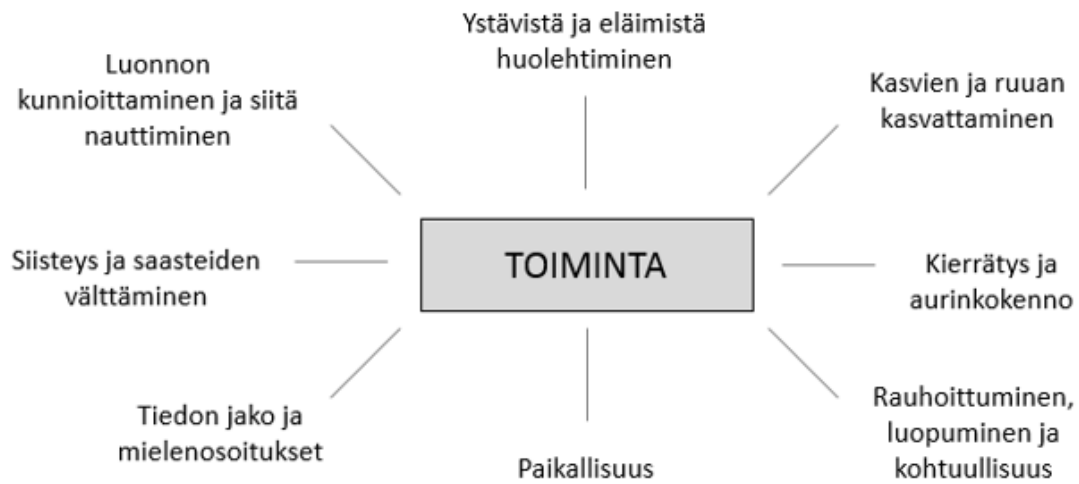 Ystävistä ja eläimistä
huolehtiminen
Luonnon
kunnioittaminen ja siitä
nauttiminen
Kasvien ja ruuan
kasvattaminen
Siisteys ja saasteiden
välttäminen
TOIMINTA
Kierrätys ja
aurinkokenno
Tiedon jako ja
mielenosoitukset
Paikallisuus
Rauhoittuminen,
luopuminen ja
kohtuullisuus